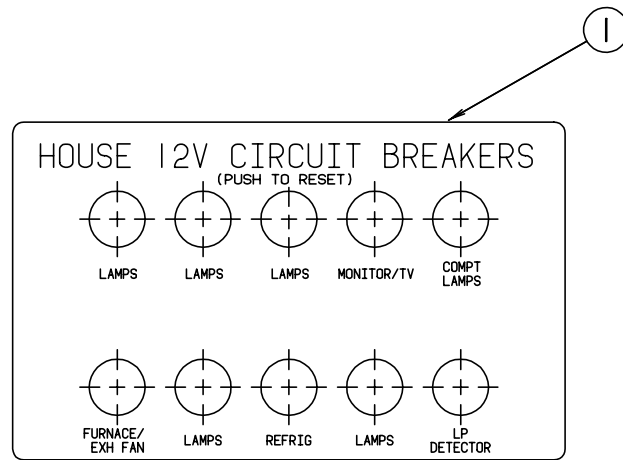 1
HOUSE 12V CIRCUIT BREAKERS
(PUSH TO RESET)
LAMPS LAMPS LAMPS MONITOR/TV COMPT
LAMPS
FURNACE/
EXH FAN LAMPS REFRIG LAMPS LP
DETECTOR